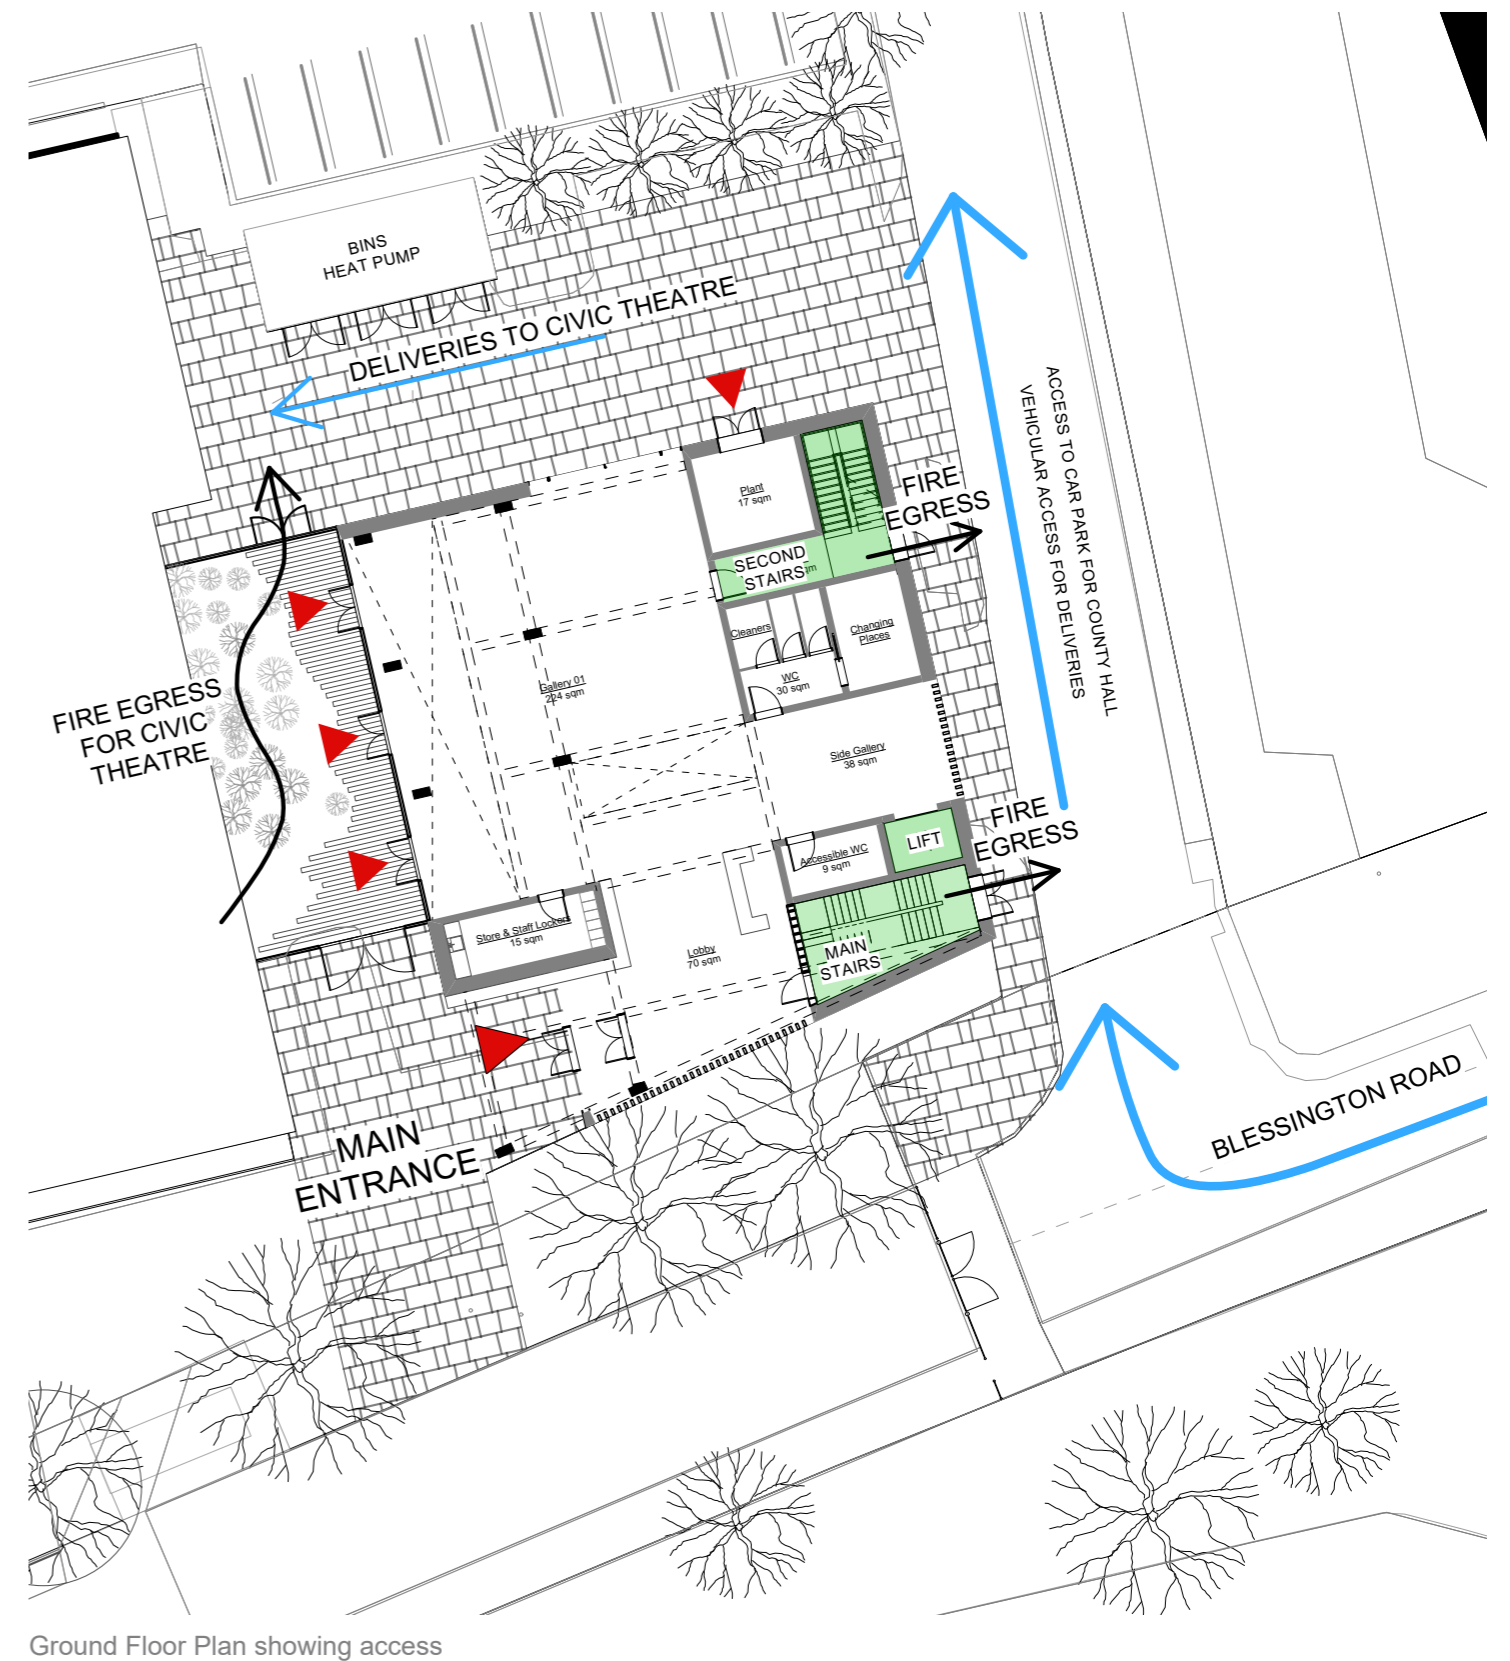 BINS
HEAT PUMP
DELIVERIES TO CIVIC THEATRE
ACCESS TO CAR PARK FOR COUNTY HALL
VEHICULAR ACCESS FOR DELIVERIES
Plant
17 sqm
FIRE
EGRESS
SECOND
STAIRS
Cleaners
Changing
Places
WC
30 sqm
Gallery 01
224 sqm
FIRE EGRESS
FOR CIVIC
THEATRE
Side Gallery
38 sqm
FIRE
EGRESS
LIFT
Accessible WC
9 sqm
Store & Staff Lockers
15 sqm
Lobby
70 sqm
MAIN
STAIRS
MAIN
ENTRANCE
BLESSINGTON ROAD
Ground Floor Plan showing access